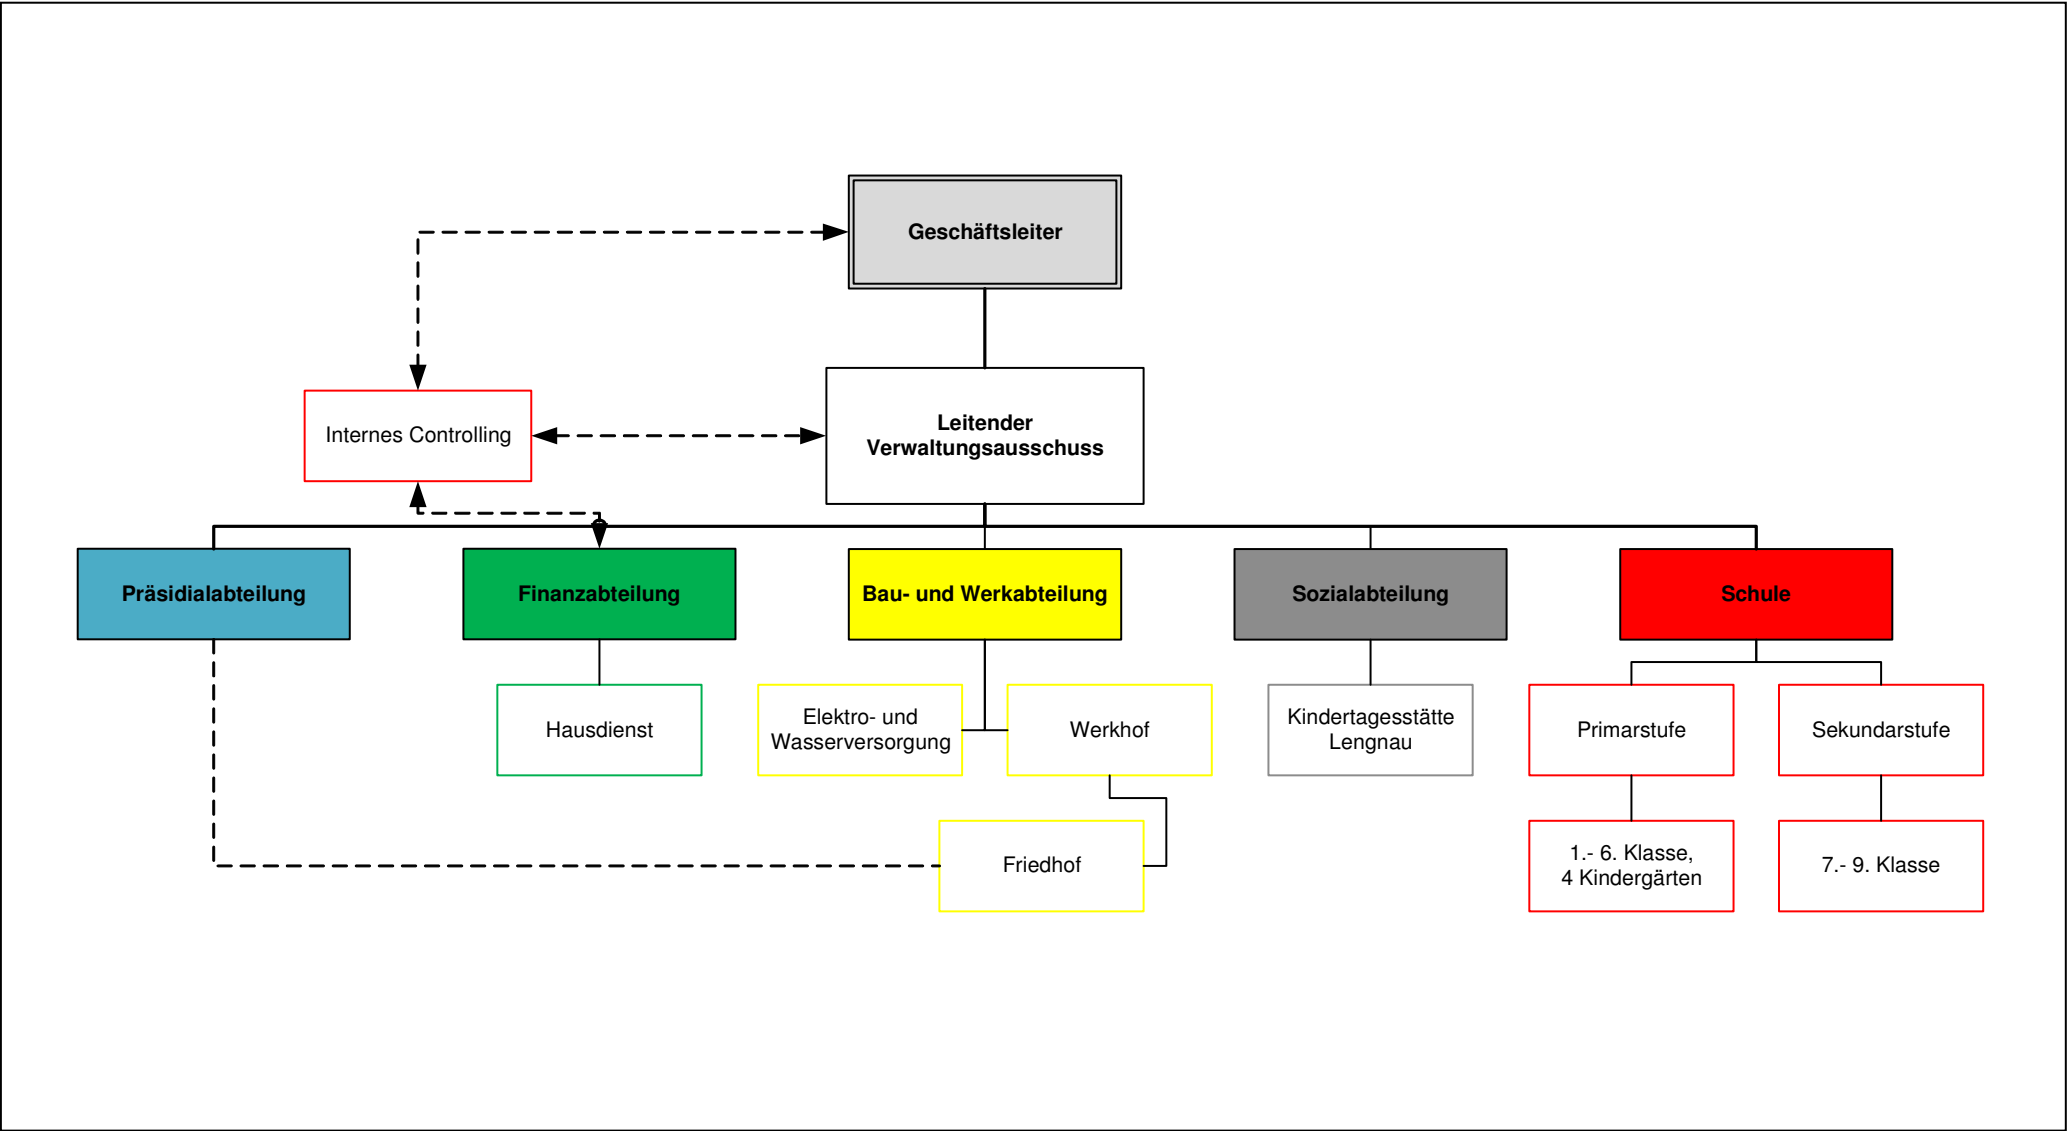 Geschäftsleiter
Internes Controlling
Leitender
Verwaltungsausschuss
Präsidialabteilung
Finanzabteilung
Bau- und Werkabteilung
Sozialabteilung
Schule
Hausdienst
Elektro- und
Wasserversorgung
Werkhof
Kindertagesstätte
Lengnau
Primarstufe
Sekundarstufe
Friedhof
1.- 6. Klasse,
4 Kindergärten
7.- 9. Klasse